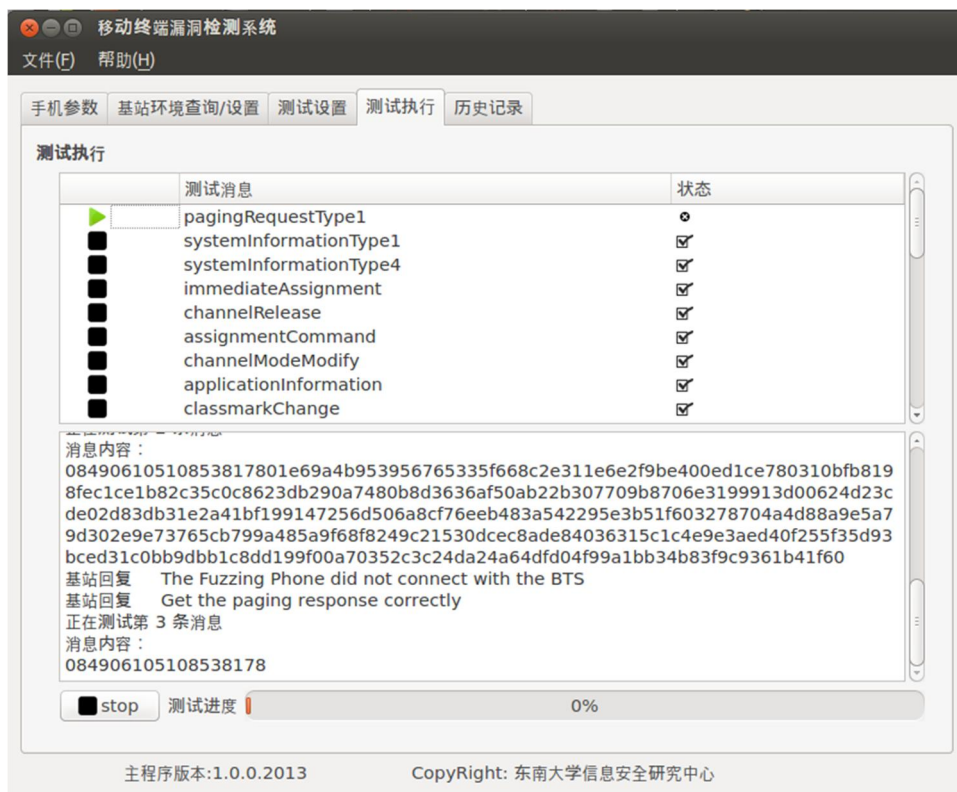 移动终端漏洞检测系统
文件(F) 帮助(H)
手机参数 基站环境查询/设置 测试设置 测试执行 历史记录
测试执行
测试消息 状态
pagingRequestType1
systemInformationType1
systemInformationType4
immediateAssignment
channelRelease
assignmentCommand
channelModeModify
applicationInformation
classmarkChange
消息内容：
08490610510853817801e69a4b953956765335f668c2e311e6e2f9be400ed1ce780310bfb819
8fec1ce1b82c35c0c8623db290a7480b8d3636af50ab22b307709b8706e3199913d00624d23c
de02d83db31e2a41bf199147256d506a8cf76eeb483a542295e3b51f603278704a4d88a9e5a7
9d302e9e73765cb799a485a9f68f8249c21530dcec8ade84036315c1c4e9e3aed40f255f35d93
bced31c0bb9dbb1c8dd199f00a70352c3c24da24a64dfd04f99a1bb34b83f9c9361b41f60
基站回复 The Fuzzing Phone did not connect with the BTS
基站回复 Get the paging response correctly
正在测试第 3 条消息
消息内容：
084906105108538178
stop 测试进度 0%
主程序版本:1.0.0.2013 CopyRight: 东南大学信息安全研究中心